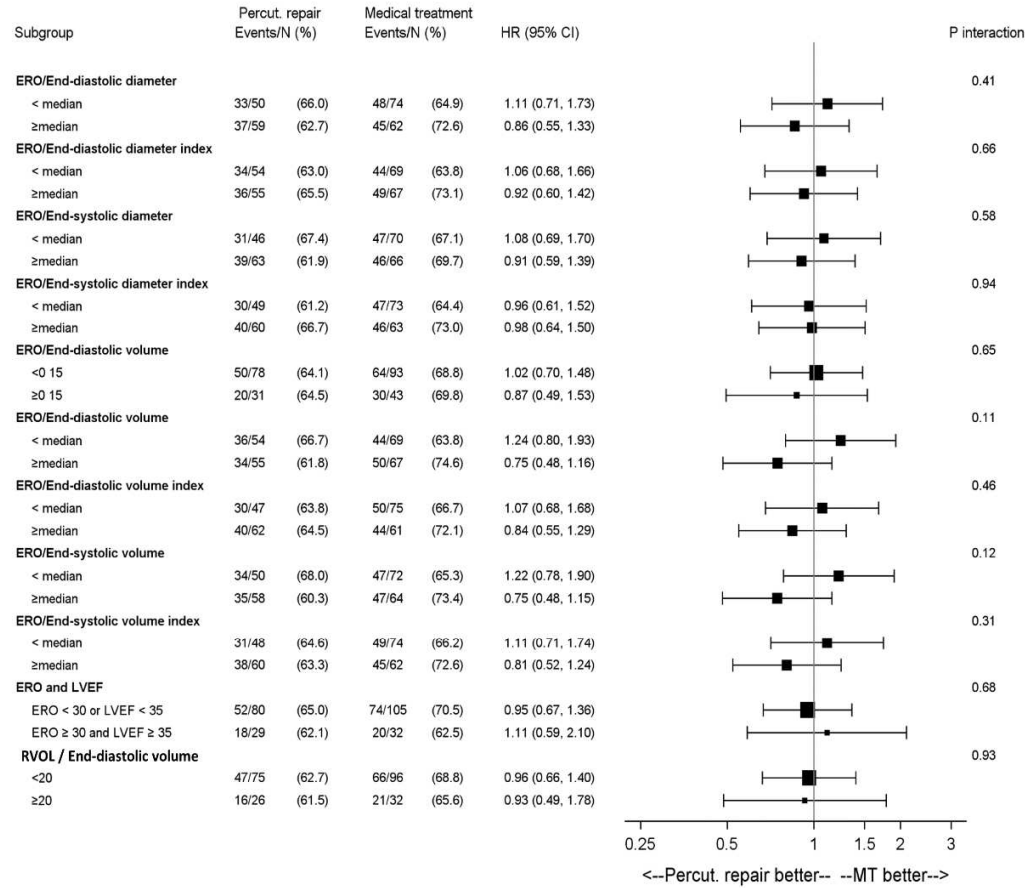 Percut. repair Medical treatment
Subgroup Events/N (%) Events/N (%) HR (95% CI) P interaction
ERO/End-diastolic diameter 0.41
< median 33/50 (66.0) 48/74 (64.9) 1.11 (0.71, 1.73)
≥median 37/59 (62.7) 45/62 (72.6) 0.86 (0.55, 1.33)
ERO/End-diastolic diameter index 0.66
< median 34/54 (63.0) 44/69 (63.8) 1.06 (0.68, 1.66)
≥median 36/55 (65.5) 49/67 (73.1) 0.92 (0.60, 1.42)
ERO/End-systolic diameter 0.58
< median 31/46 (67.4) 47/70 (67.1) 1.08 (0.69, 1.70)
≥median 39/63 (61.9) 46/66 (69.7) 0.91 (0.59, 1.39)
ERO/End-systolic diameter index 0.94
< median 30/49 (61.2) 47/73 (64.4) 0.96 (0.61, 1.52)
≥median 40/60 (66.7) 46/63 (73.0) 0.98 (0.64, 1.50)
ERO/End-diastolic volume 0.65
<0 15 50/78 (64.1) 64/93 (68.8) 1.02 (0.70, 1.48)
≥0 15 20/31 (64.5) 30/43 (69.8) 0.87 (0.49, 1.53)
ERO/End-diastolic volume 0.11
< median 36/54 (66.7) 44/69 (63.8) 1.24 (0.80, 1.93)
≥median 34/55 (61.8) 50/67 (74.6) 0.75 (0.48, 1.16)
ERO/End-diastolic volume index 0.46
< median 30/47 (63.8) 50/75 (66.7) 1.07 (0.68, 1.68)
≥median 40/62 (64.5) 44/61 (72.1) 0.84 (0.55, 1.29)
ERO/End-systolic volume 0.12
< median 34/50 (68.0) 47/72 (65.3) 1.22 (0.78, 1.90)
≥median 35/58 (60.3) 47/64 (73.4) 0.75 (0.48, 1.15)
ERO/End-systolic volume index 0.31
< median 31/48 (64.6) 49/74 (66.2) 1.11 (0.71, 1.74)
≥median 38/60 (63.3) 45/62 (72.6) 0.81 (0.52, 1.24)
ERO and LVEF 0.68
ERO < 30 or LVEF < 35 52/80 (65.0) 74/105 (70.5) 0.95 (0.67, 1.36)
ERO ≥ 30 and LVEF ≥ 35 18/29 (62.1) 20/32 (62.5) 1.11 (0.59, 2.10)
RVOL / End-diastolic volume 0.93
<20 47/75 (62.7) 66/96 (68.8) 0.96 (0.66, 1.40)
≥20 16/26 (61.5) 21/32 (65.6) 0.93 (0.49, 1.78)
0.25 0.5 1 1.5 2 3
<--Percut. repair better-- --MT better-->